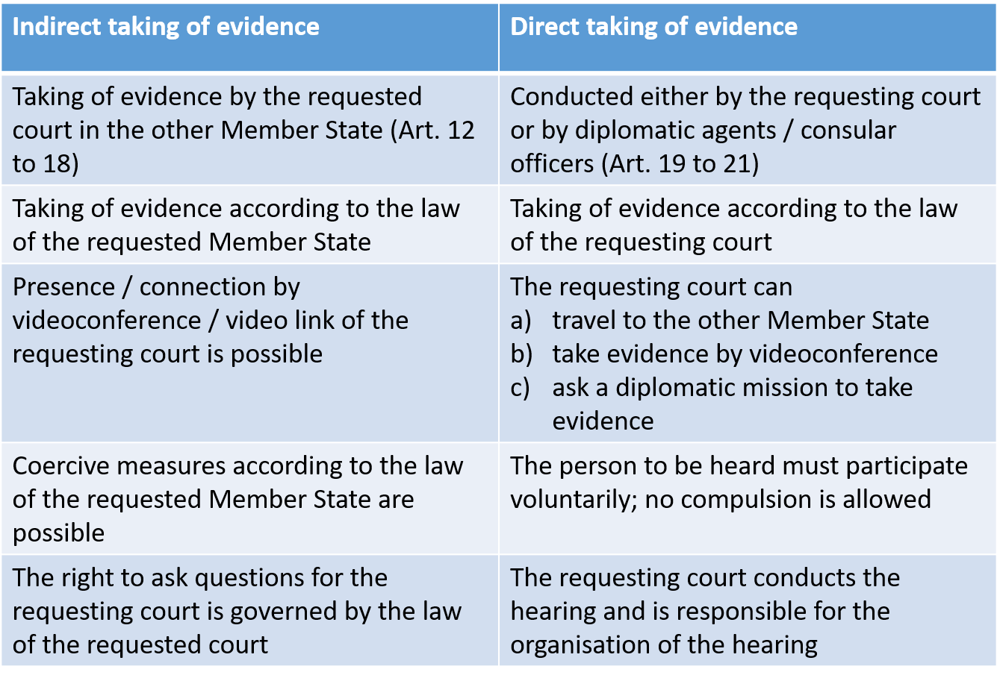 Indirect taking of evidence
Direct taking of evidence
Taking of evidence by the requested
court in the other Member State (Art. 12
to 18)
Conducted either by the requesting court
or by diplomatic agents / consular
officers (Art. 19 to 21)
Taking of evidence according to the law
of the requested Member State
Taking of evidence according to the law
of the requesting court
Presence / connection by
videoconference / video link of the
requesting court is possible
The requesting court can
a) travel to the other Member State
b) take evidence by videoconference
c) ask a diplomatic mission to take
evidence
Coercive measures according to the law
of the requested Member State are
possible
The person to be heard must participate
voluntarily; no compulsion is allowed
The right to ask questions for the
requesting court is governed by the law
of the requested court
The requesting court conducts the
hearing and is responsible for the
organisation of the hearing